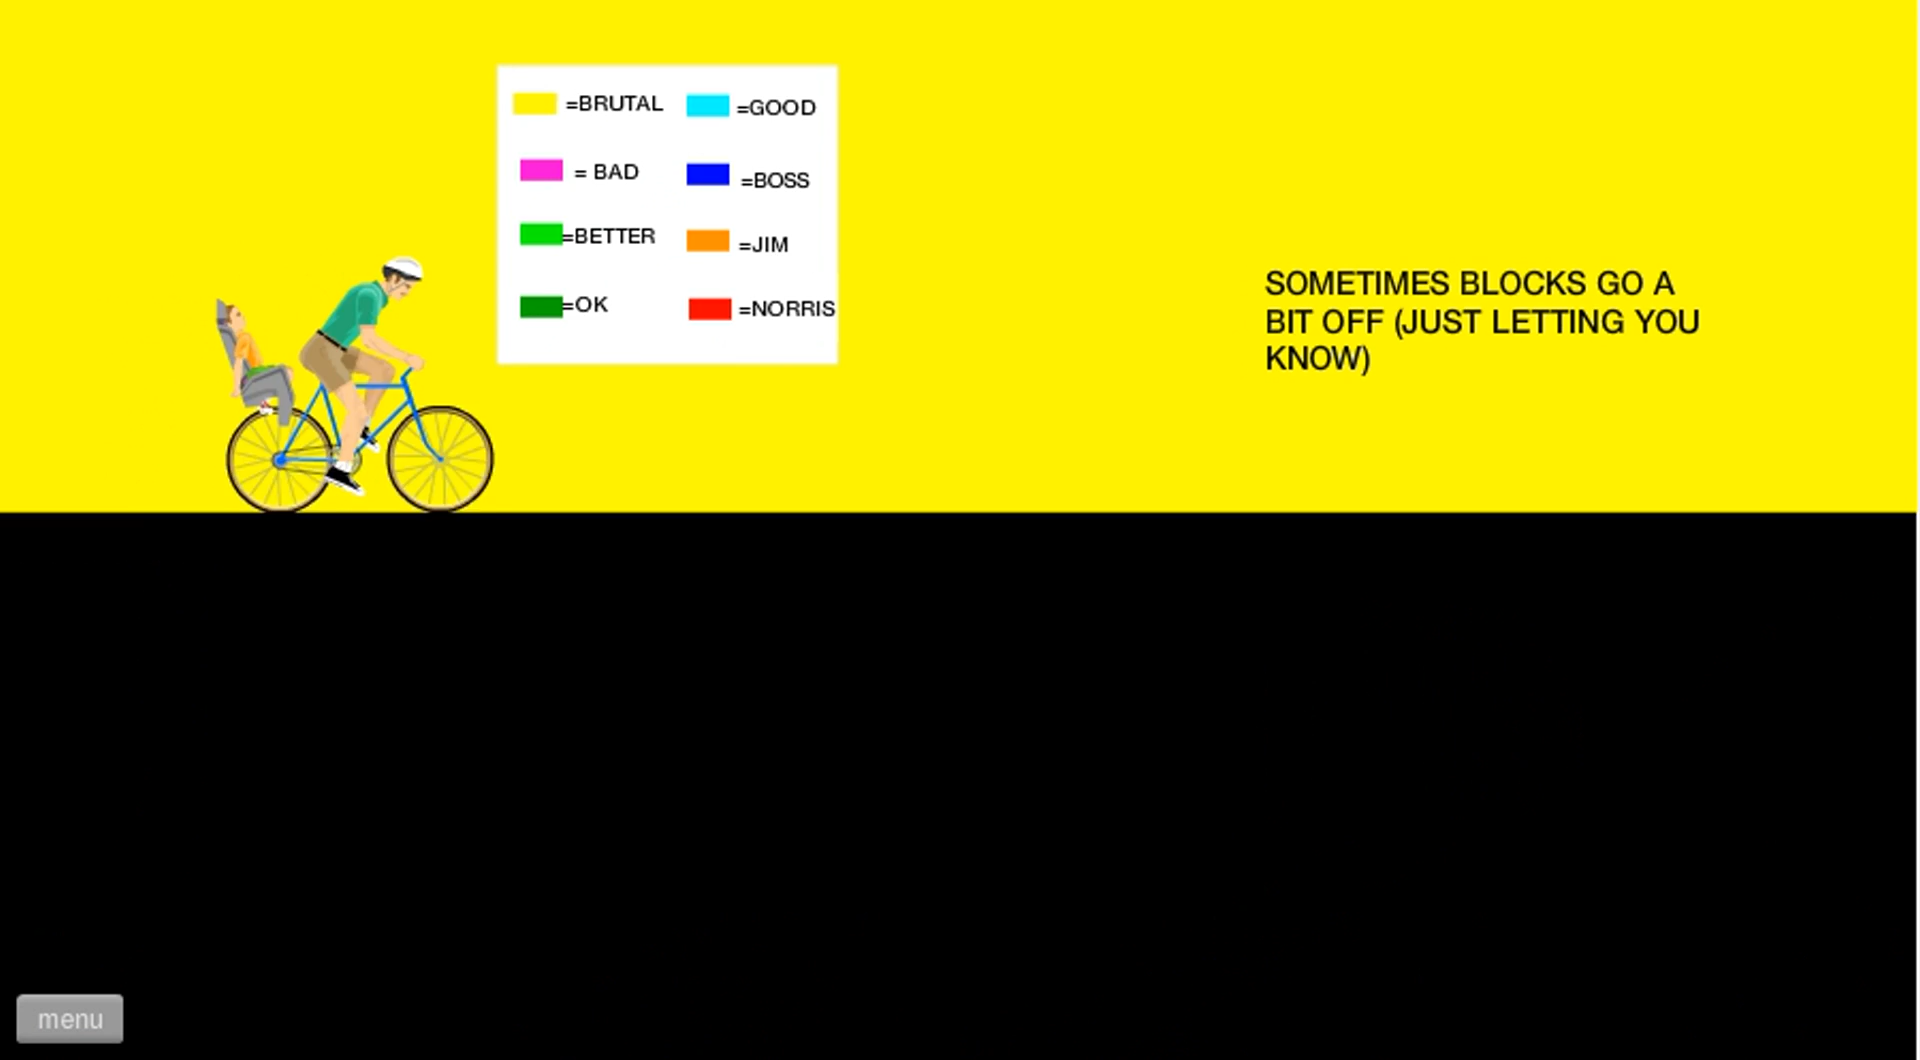 =BRUTAL =GOOD
= BAD =BOSS
=BETTER =JIM
=OK =NORRIS
SOMETIMES BLOCKS GO A
BIT OFF (JUST LETTING YOU
KNOW)
menu